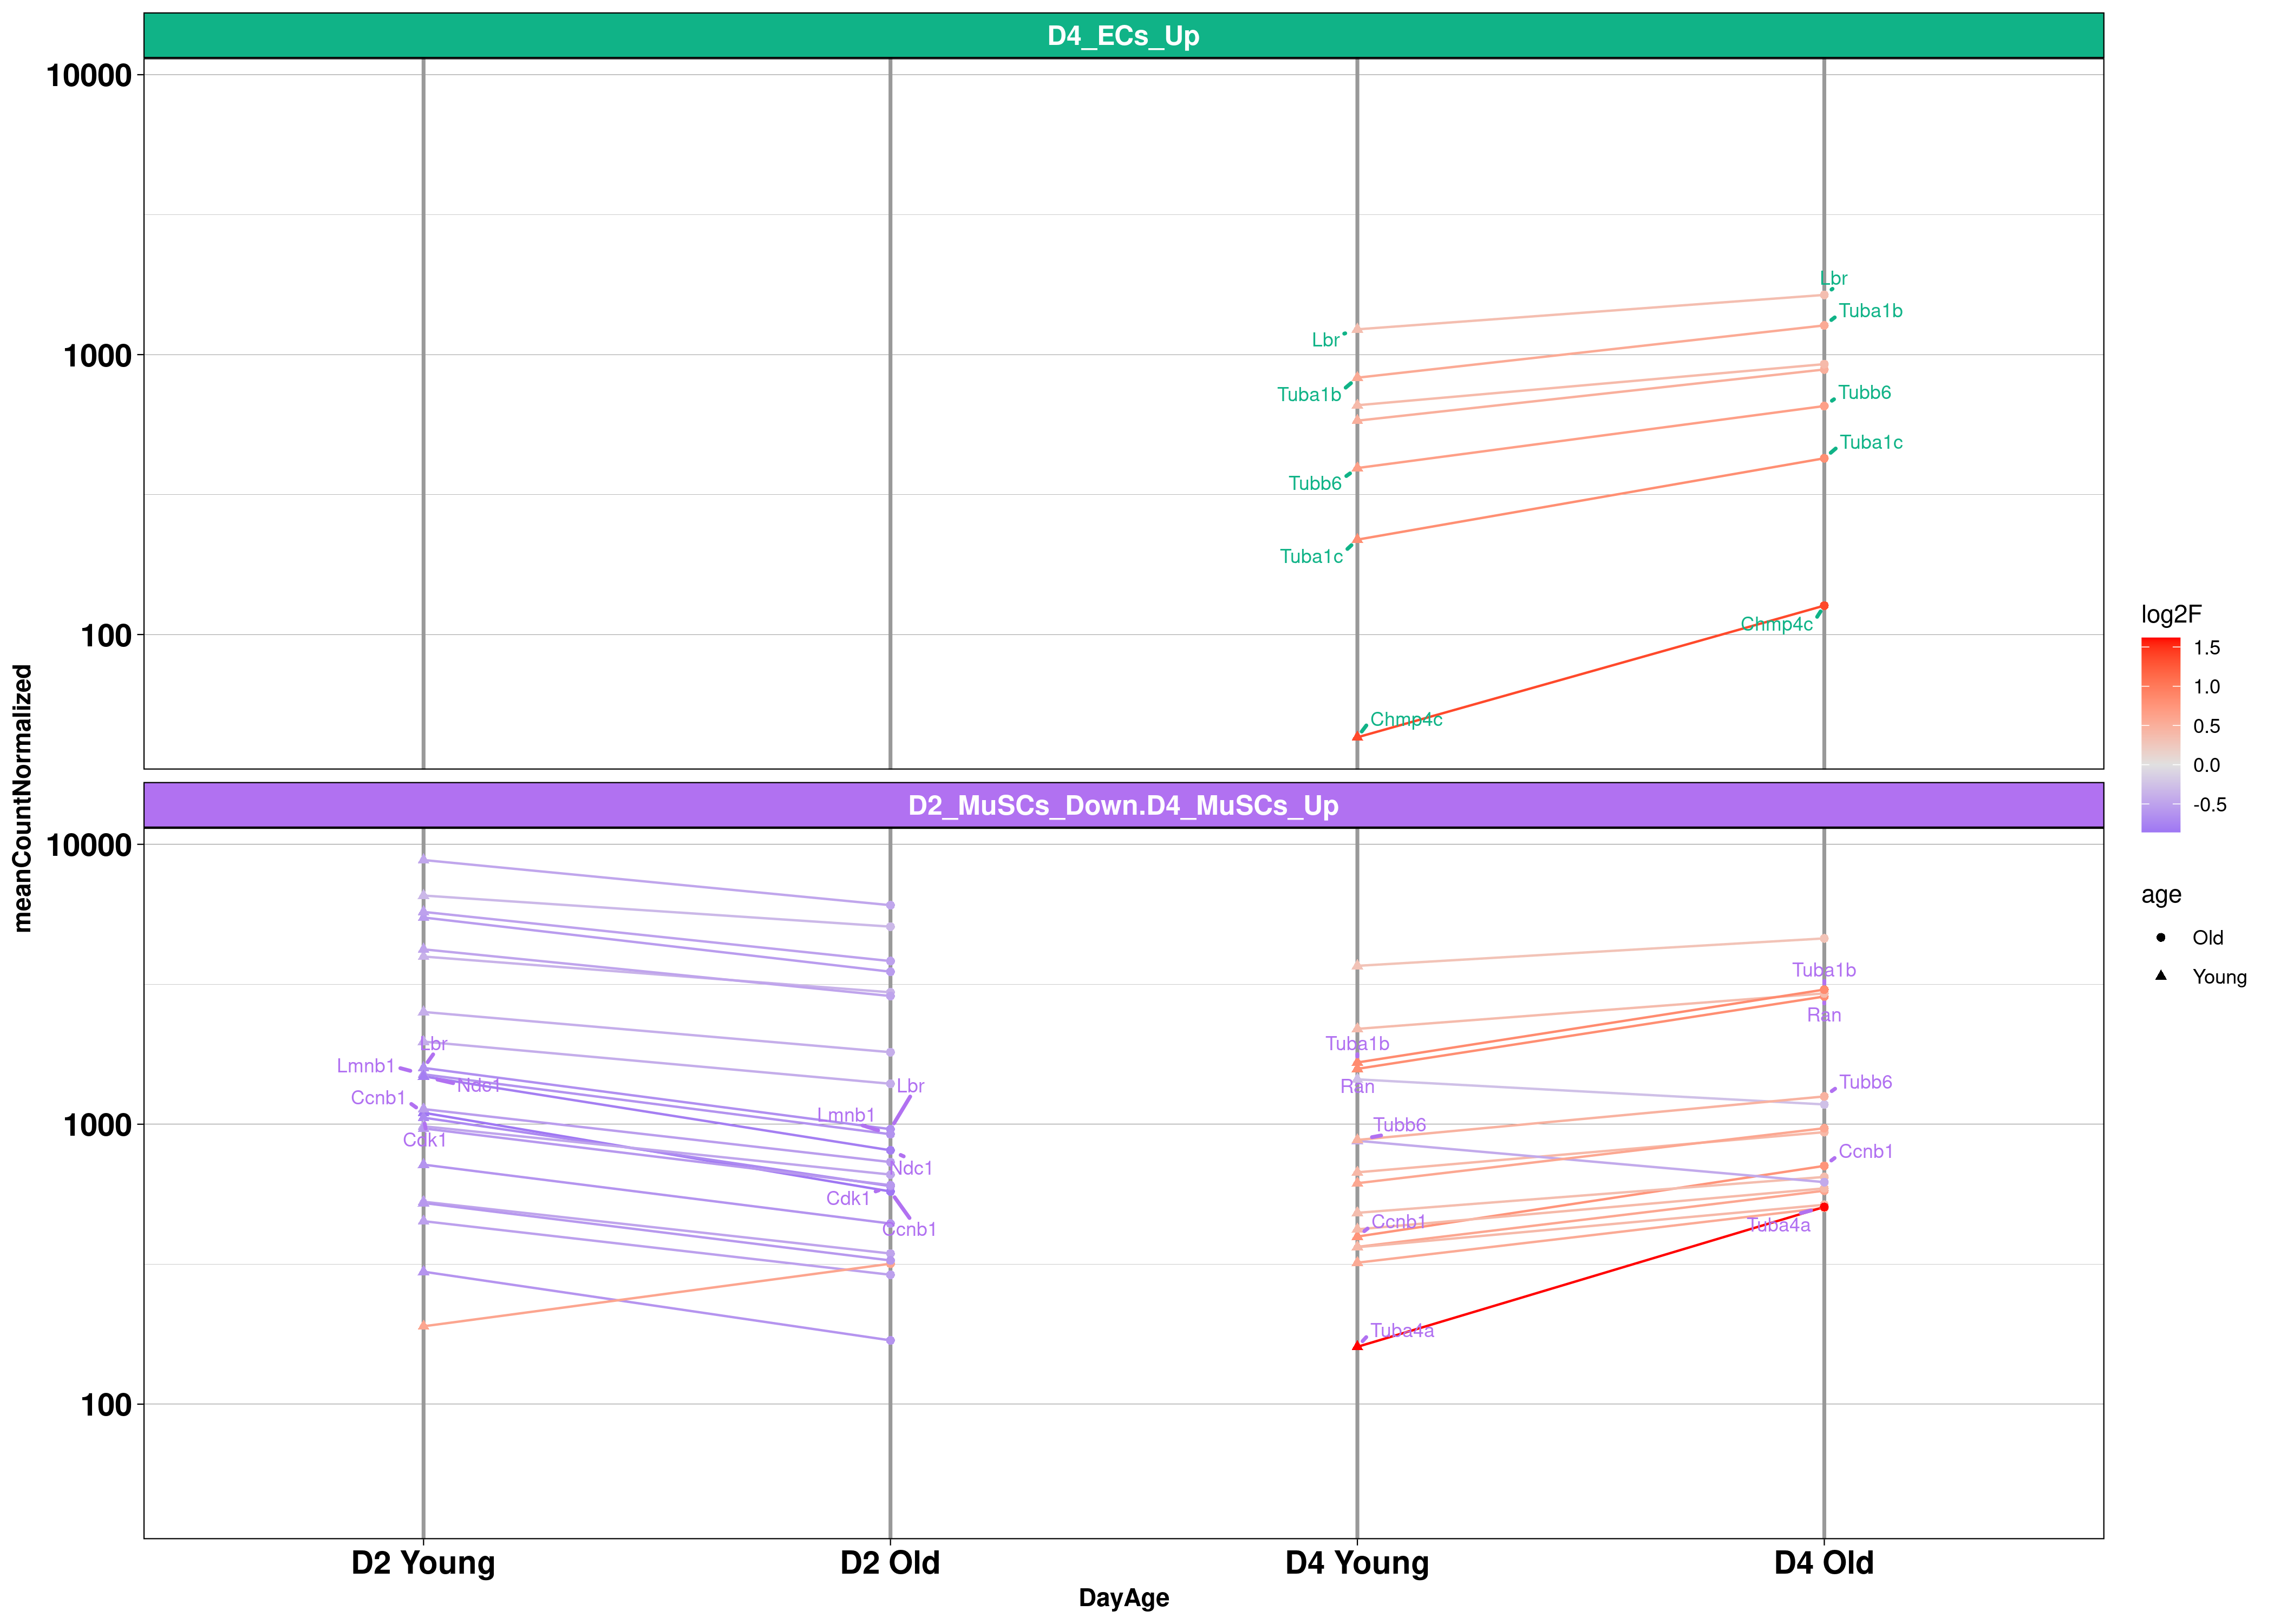 D4_ECs_Up
10000
1000
100
Lbr
Lbr
Tuba1b
Tuba1b
Tubb6
Tubb6
Tuba1c
Tuba1c
Chmp4c
Chmp4c
meanCountNormalized
D2_MuSCs_Down.D4_MuSCs_Up
10000
1000
100
Lbr
Lmnb1
Ndc1
Ccnb1
Cdk1
Lbr
Lmnb1
Ndc1
Cdk1
Ccnb1
Tuba1b
Ran
Tubb6
Ccnb1
Tuba4a
Tuba1b
Ran
Tubb6
Ccnb1
Tuba4a
D2 Young
D2 Old
D4 Young
D4 Old
DayAge
log2F
1.5
1.0
0.5
0.0
-0.5
age
Old
Young